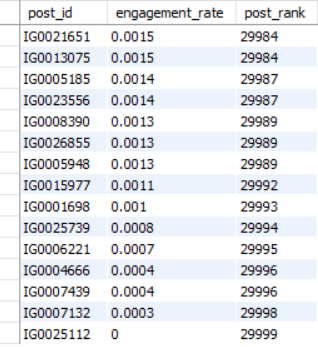 post_id engagement_rate post_rank
IG0021651 0.0015 29984
IG0013075 0.0015 29984
IG0005185 0.0014 29987
IG0023556 0.0014 29987
IG0008390 0.0013 29989
IG0026855 0.0013 29989
IG0005948 0.0013 29989
IG0015977 0.0011 29992
IG0001698 0.001 29993
IG0025739 0.0008 29994
IG0006221 0.0007 29995
IG0004666 0.0004 29996
IG0007439 0.0004 29996
IG0007132 0.0003 29998
IG0025112 0 29999